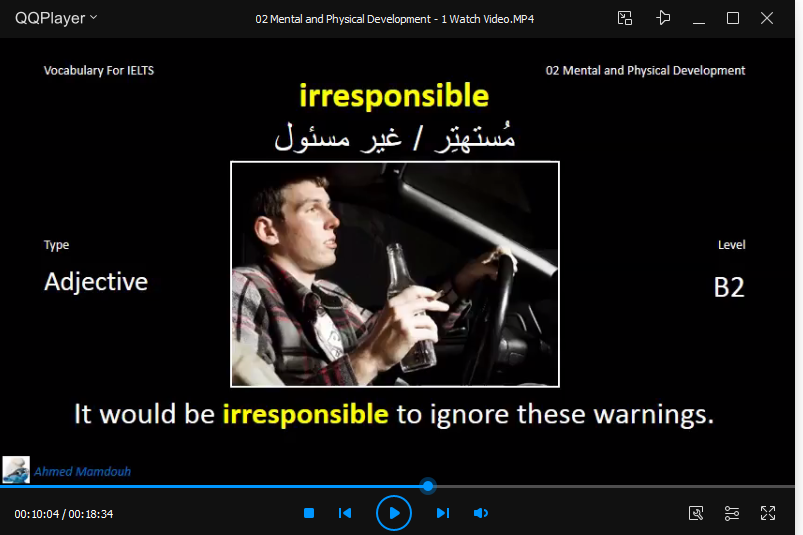 QQPlayer
02 Mental and Physical Development - 1 Watch Video.MP4
Vocabulary For IELTS
02 Mental and Physical Development
irresponsible
مُستهتِر / غير مسئول
Type
Level
Adjective
B2
It would be irresponsible to ignore these warnings.
Ahmed Mamdouh
00:10:04 / 00:18:34